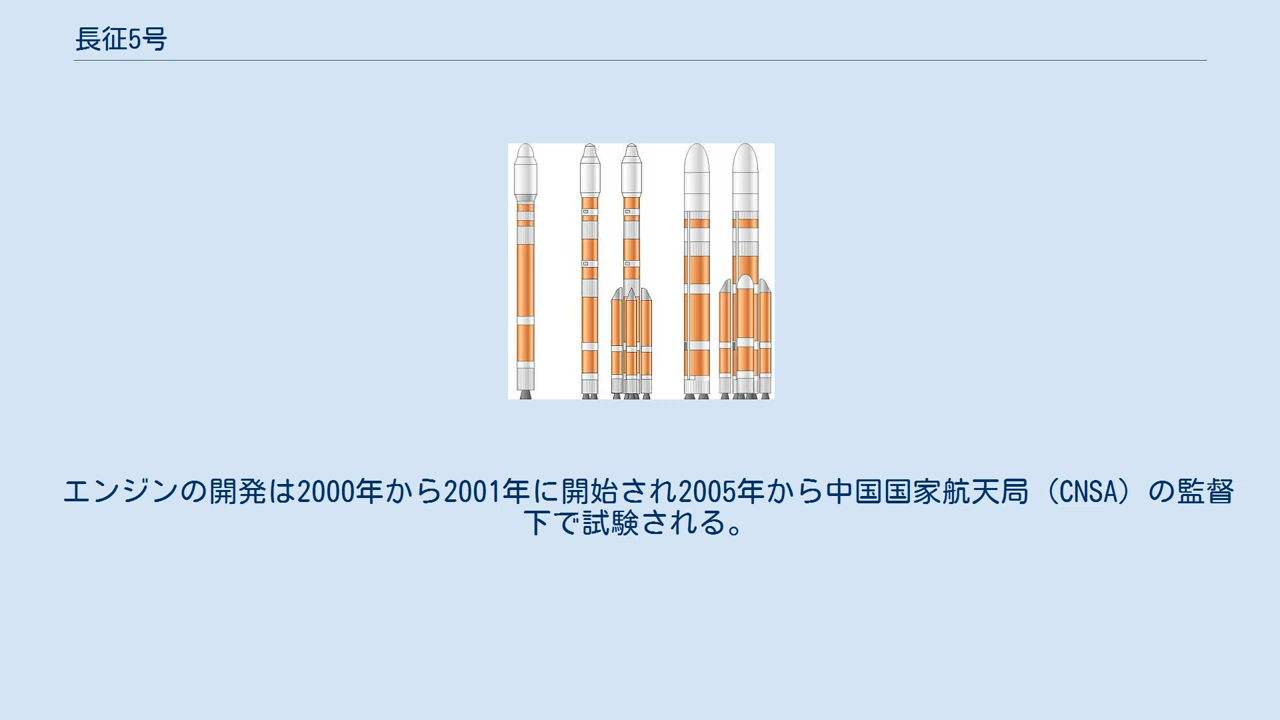 長征5号
エンジンの開発は2000年から2001年に開始され2005年から中国国家航天局（CNSA）の監督
下で試験される。